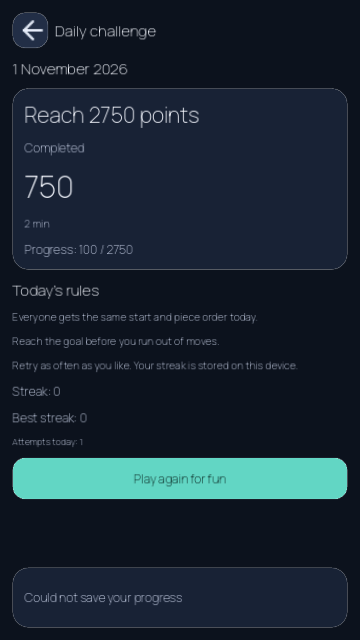 Daily challenge
1 November 2026
Reach 2750 points
Completed
750
2 min
Progress: 100 / 2750
Today's rules
Everyone gets the same start and piece order today.
Reach the goal before you run out of moves.
Retry as often as you like. Your streak is stored on this device.
Streak: 0
Best streak: 0
Attempts today: 1
Play again for fun
Could not save your progress